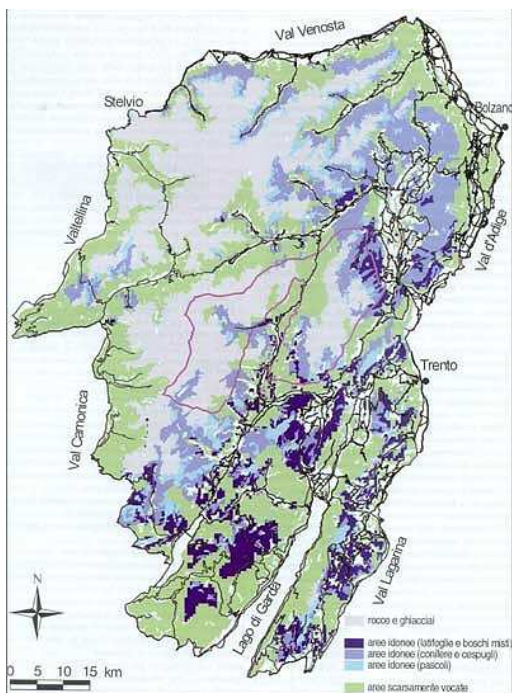 Val Venosta
Stelvio
Bolzano
Valtellina
Val d'Adige
Trento
Val Camonica
Lago di Garda
Val Lagarina
N
rocce e ghiacciai
aree idonee (latifoglie e boschi misti)
aree idonee (conifere e cespugli)
aree idonee (pascoli)
aree scarsamente vocate
0 5 10 15 km